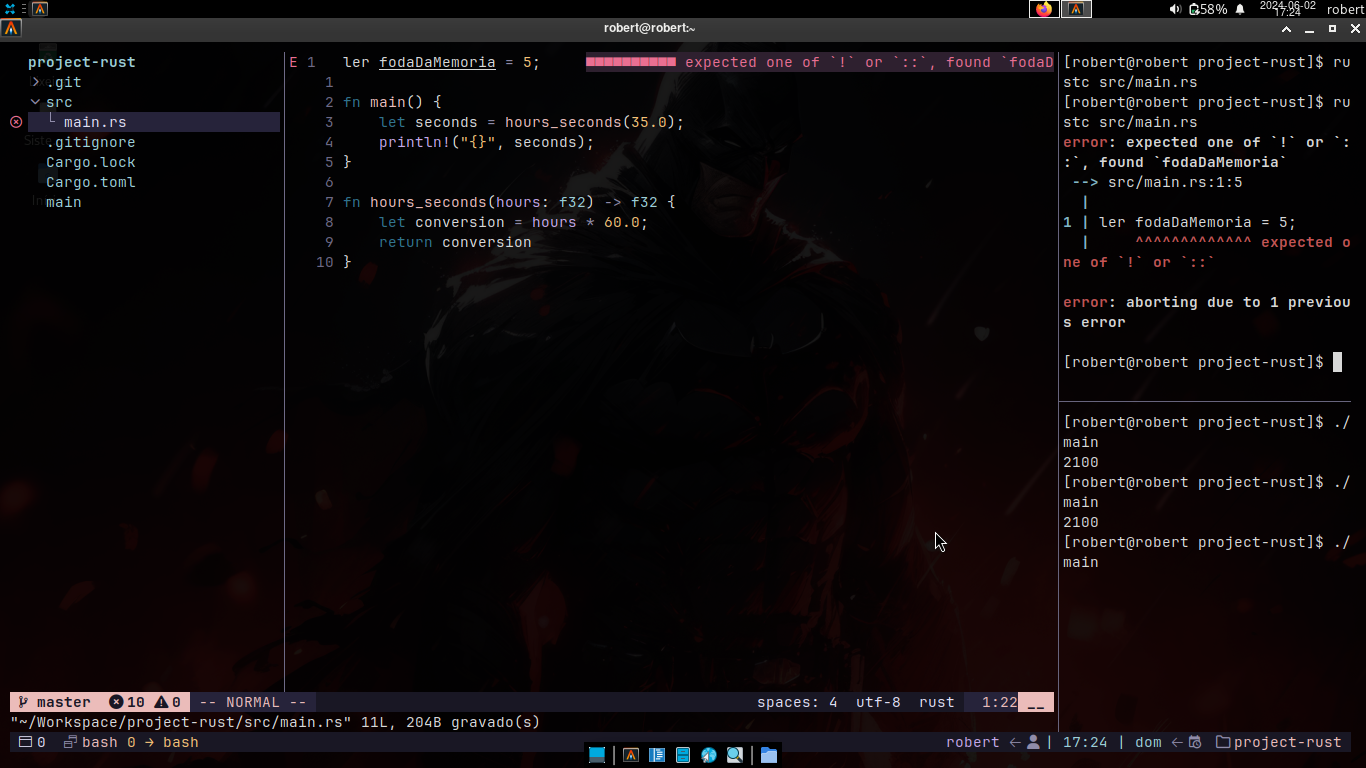 58%
2024-06-02
17:24
robert
robert@robert:~
project-rust
.git
src
main.rs
.gitignore
Cargo.lock
Cargo.toml
main
E 1 ler fodaDaMemoria = 5; ■■■■■■■■■■ expected one of `!` or `::`, found `fodaD
1
2 fn main() {
3 let seconds = hours_seconds(35.0);
4 println!("{}", seconds);
5 }
6
7 fn hours_seconds(hours: f32) -> f32 {
8 let conversion = hours * 60.0;
9 return conversion
10 }
[robert@robert project-rust]$ ru
stc src/main.rs
[robert@robert project-rust]$ ru
stc src/main.rs
error: expected one of `!` or `:
:`, found `fodaDaMemoria`
--> src/main.rs:1:5
|
1 | ler fodaDaMemoria = 5;
| ^^^^^^^^^^^^^ expected o
ne of `!` or `::`
error: aborting due to 1 previou
s error
[robert@robert project-rust]$
[robert@robert project-rust]$ ./
main
2100
[robert@robert project-rust]$ ./
main
2100
[robert@robert project-rust]$ ./
main
master 10 0 -- NORMAL -- spaces: 4 utf-8 rust 1:22 __
"~/Workspace/project-rust/src/main.rs" 11L, 204B gravado(s)
0 bash 0 → bash robert ← | 17:24 | dom ← project-rust